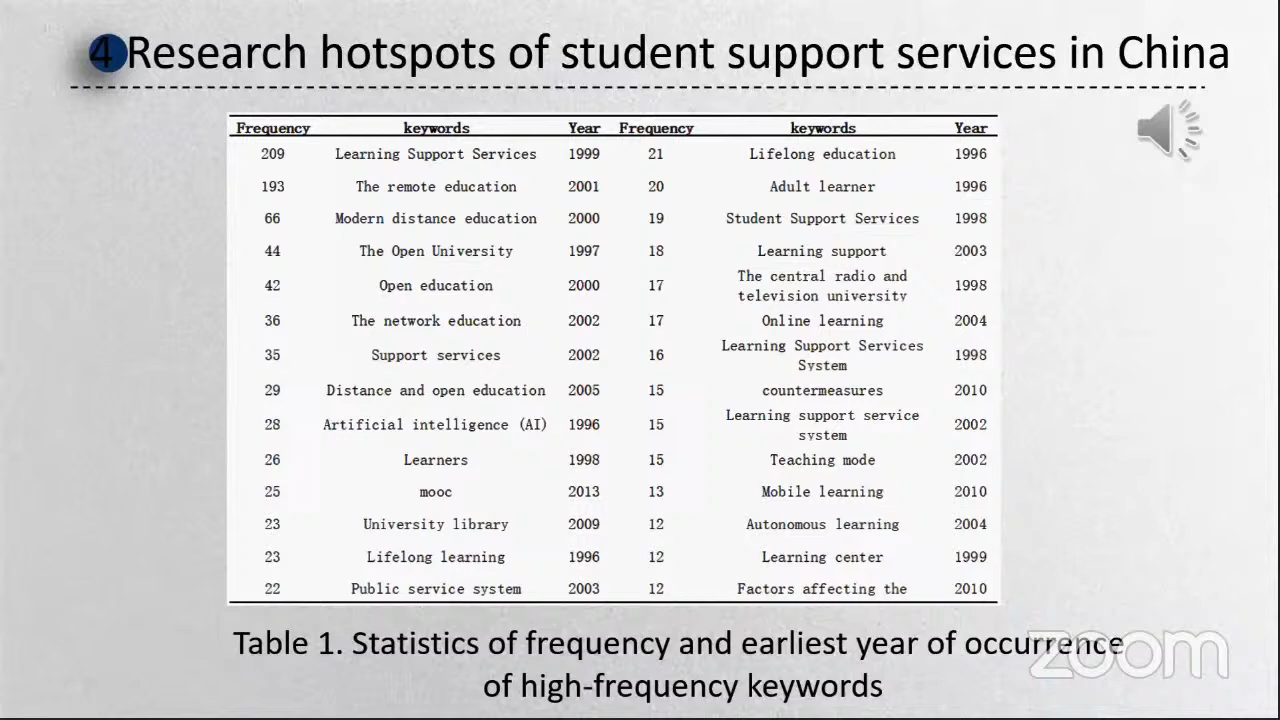 4 Research hotspots of student support services in China
Frequency keywords Year Frequency keywords Year
209 Learning Support Services 1999 21 Lifelong education 1996
193 The remote education 2001 20 Adult learner 1996
66 Modern distance education 2000 19 Student Support Services 1998
44 The Open University 1997 18 Learning support 2003
42 Open education 2000 17 The central radio and television university 1998
36 The network education 2002 17 Online learning 2004
35 Support services 2002 16 Learning Support Services System 1998
29 Distance and open education 2005 15 countermeasures 2010
28 Artificial intelligence (AI) 1996 15 Learning support service system 2002
26 Learners 1998 15 Teaching mode 2002
25 mooc 2013 13 Mobile learning 2010
23 University library 2009 12 Autonomous learning 2004
23 Lifelong learning 1996 12 Learning center 1999
22 Public service system 2003 12 Factors affecting the 2010
Table 1. Statistics of frequency and earliest year of occurrence
of high-frequency keywords
zoom